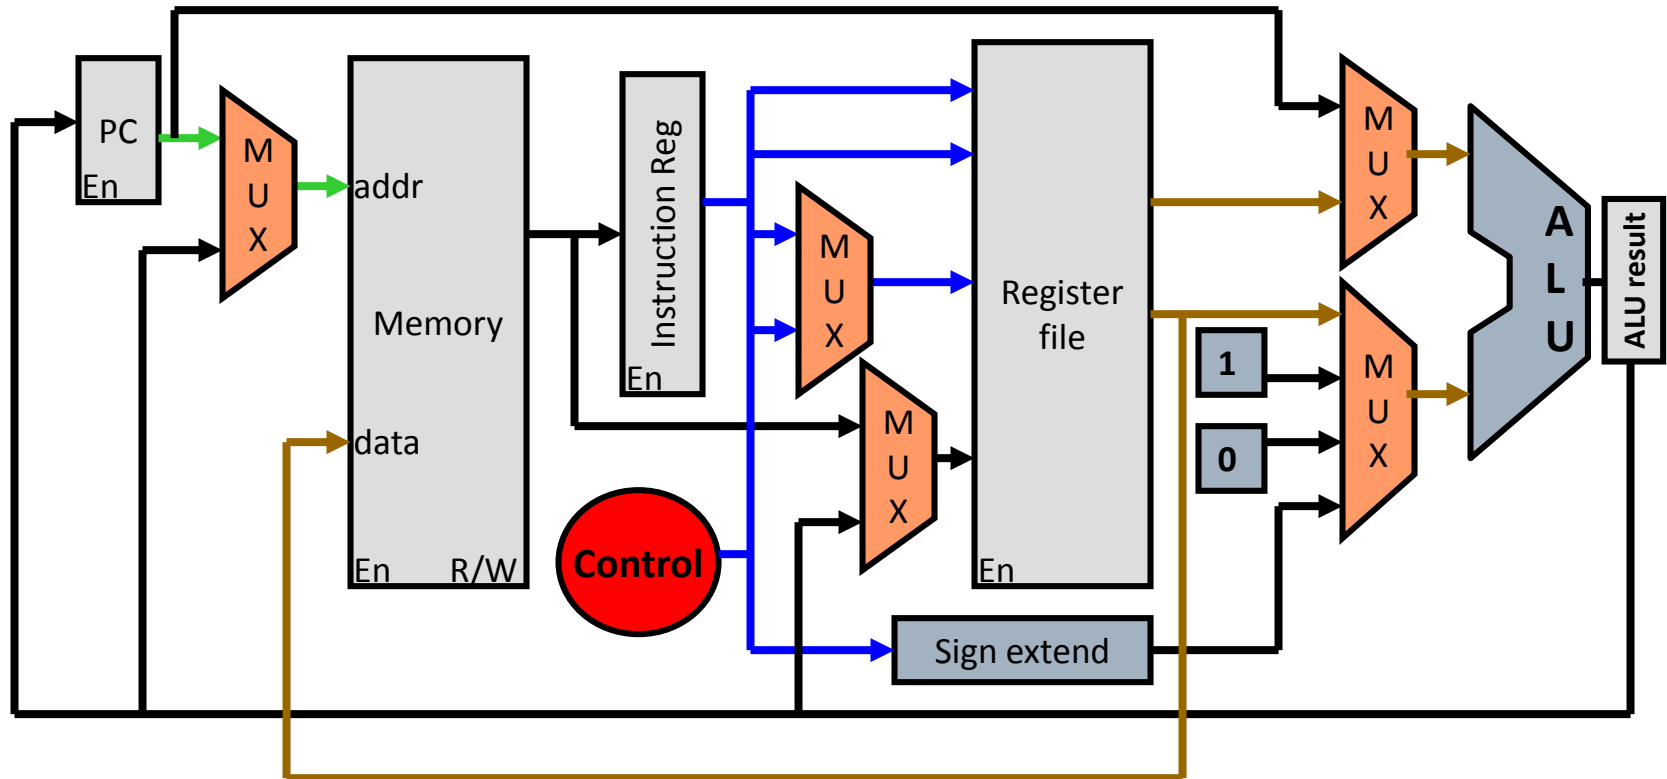 PC
En
M
U
X
addr
Memory
data
En
R/W
Instruction Reg
En
M
U
X
M
U
X
Control
Register
file
En
Sign extend
M
U
X
1
0
M
U
X
A
L
U
ALU result